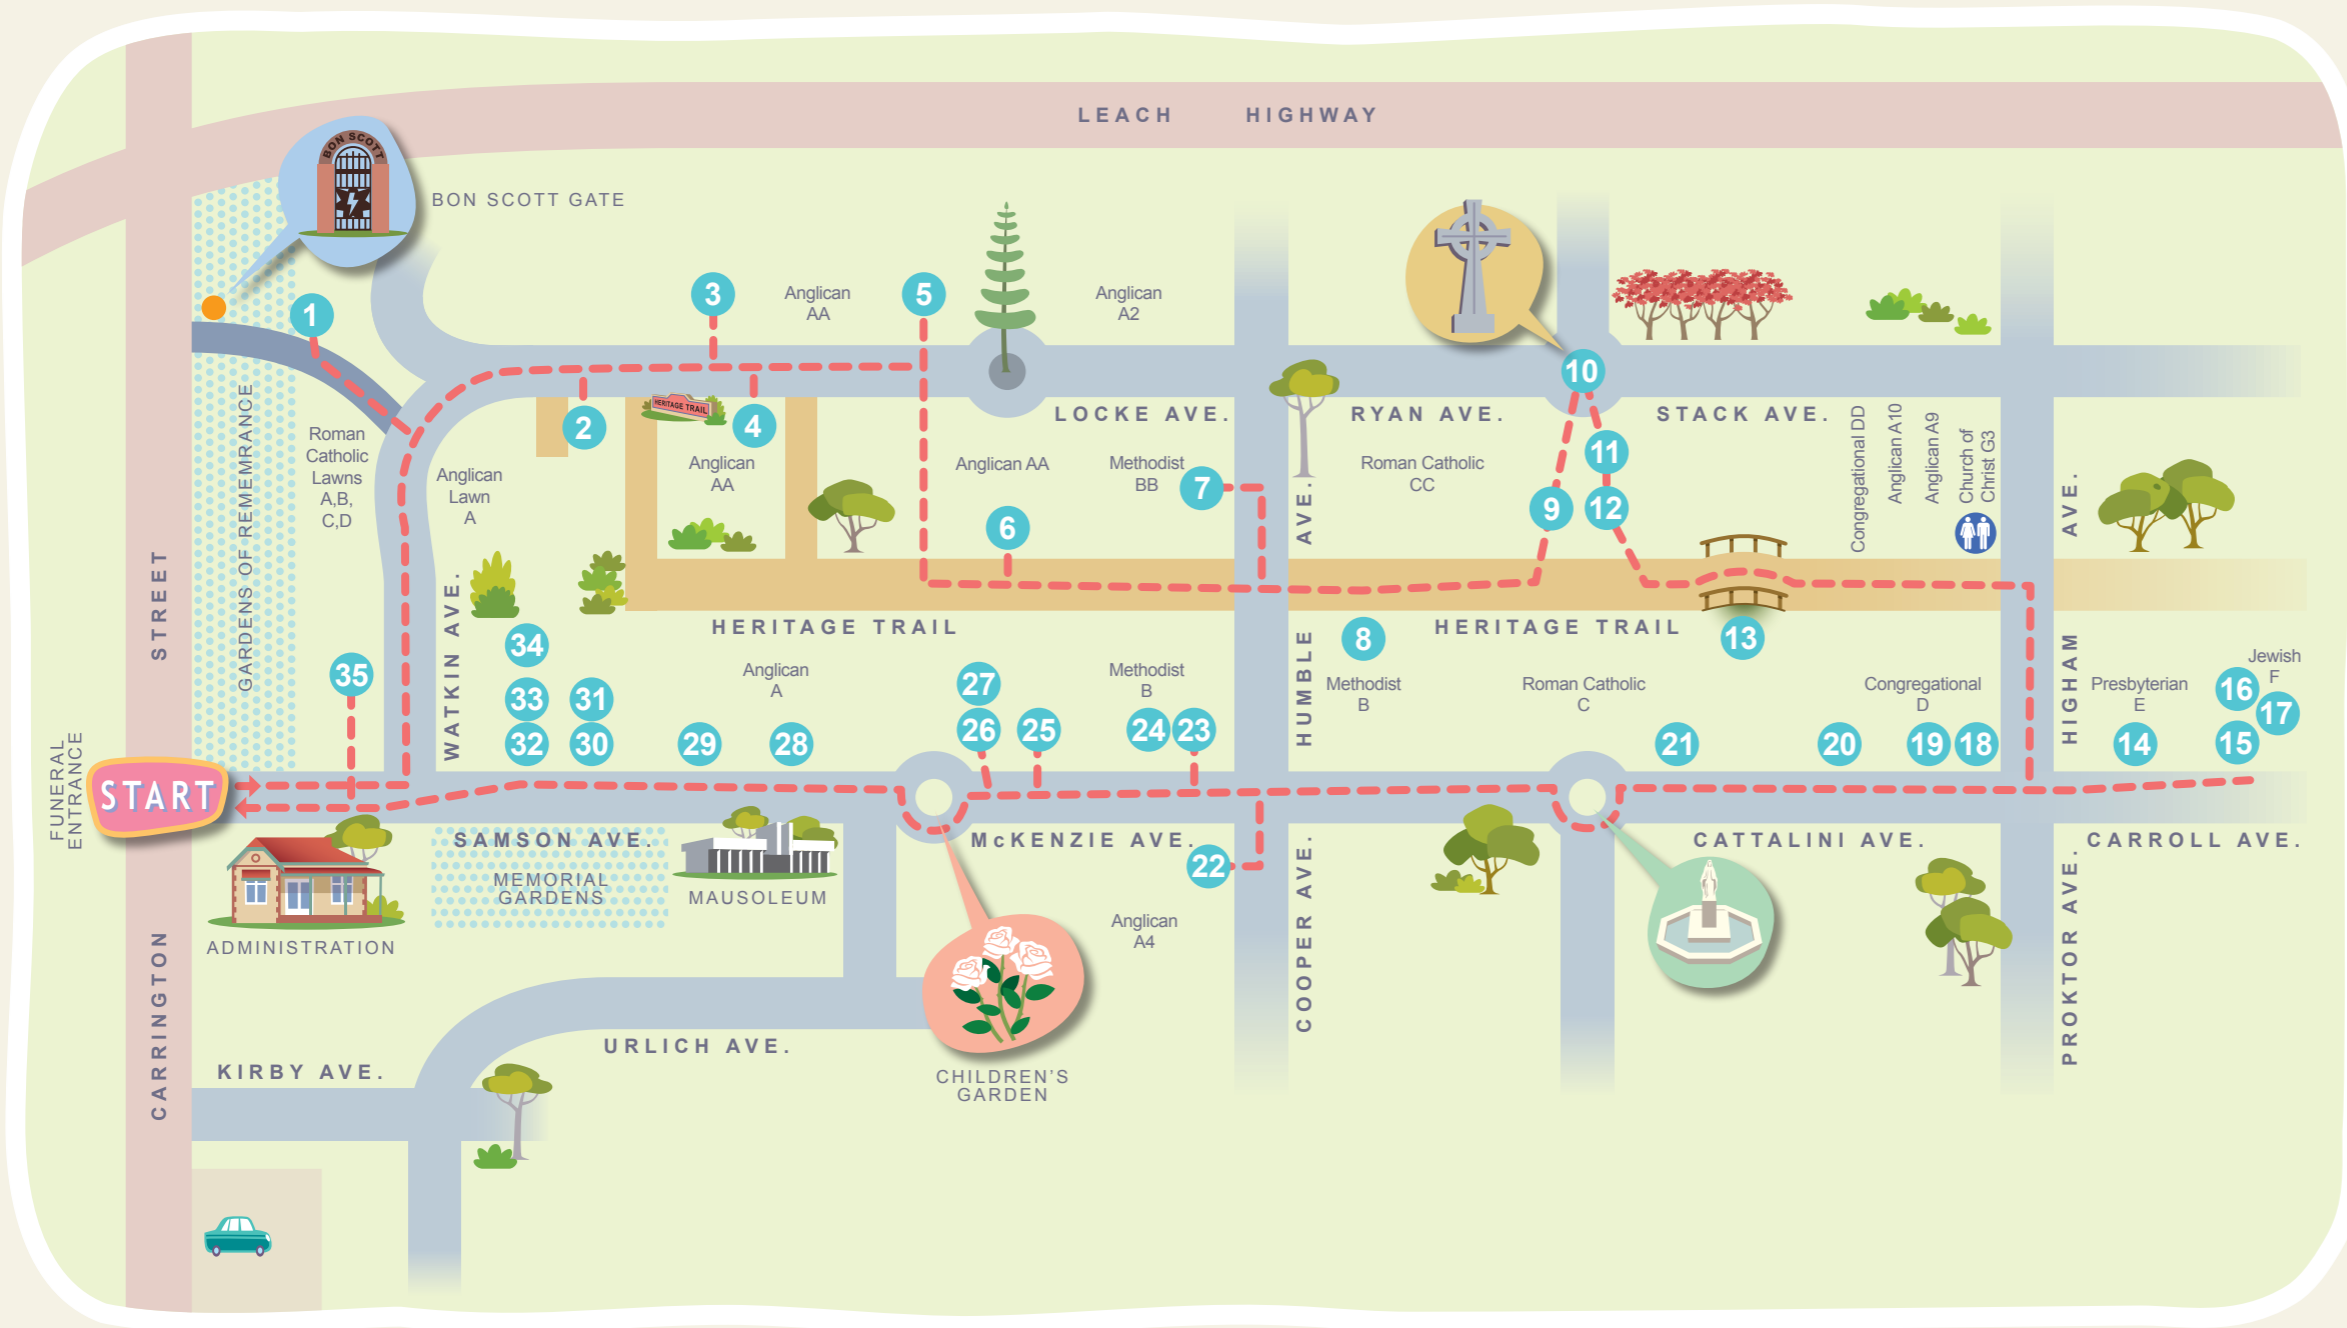 LEACH HIGHWAY
BON SCOTT
BON SCOTT GATE
1
3
Anglican
AA
5
Anglican
A2
10
HERITAGE TRAIL
2
4
LOCKE AVE.
RYAN AVE.
STACK AVE.
GARDENS OF REMEMRANCE
Roman
Catholic
Lawns
A,B,
C,D
Anglican
Lawn
A
Anglican
AA
Anglican AA
Methodist
BB
7
Roman Catholic
CC
11
9
12
6
Congregational DD
Anglican A10
Anglican A9
Church of
Christ G3
HUMBLE AVE.
HIGHAM AVE.
WATKIN AVE.
CARRINGTON STREET
HERITAGE TRAIL
HERITAGE TRAIL
8
13
34
35
33
31
32
30
29
28
Anglican
A
27
26
25
Methodist
B
24
23
Methodist
B
Roman Catholic
C
21
Congregational
D
20
19
18
Presbyterian
E
14
Jewish
F
16
17
15
FUNERAL
ENTRANCE
START
SAMSON AVE.
McKENZIE AVE.
CATTALINI AVE.
CARROLL AVE.
22
MEMORIAL
GARDENS
MAUSOLEUM
ADMINISTRATION
Anglican
A4
COOPER AVE.
PROKTOR AVE.
URLICH AVE.
KIRBY AVE.
CHILDREN'S
GARDEN